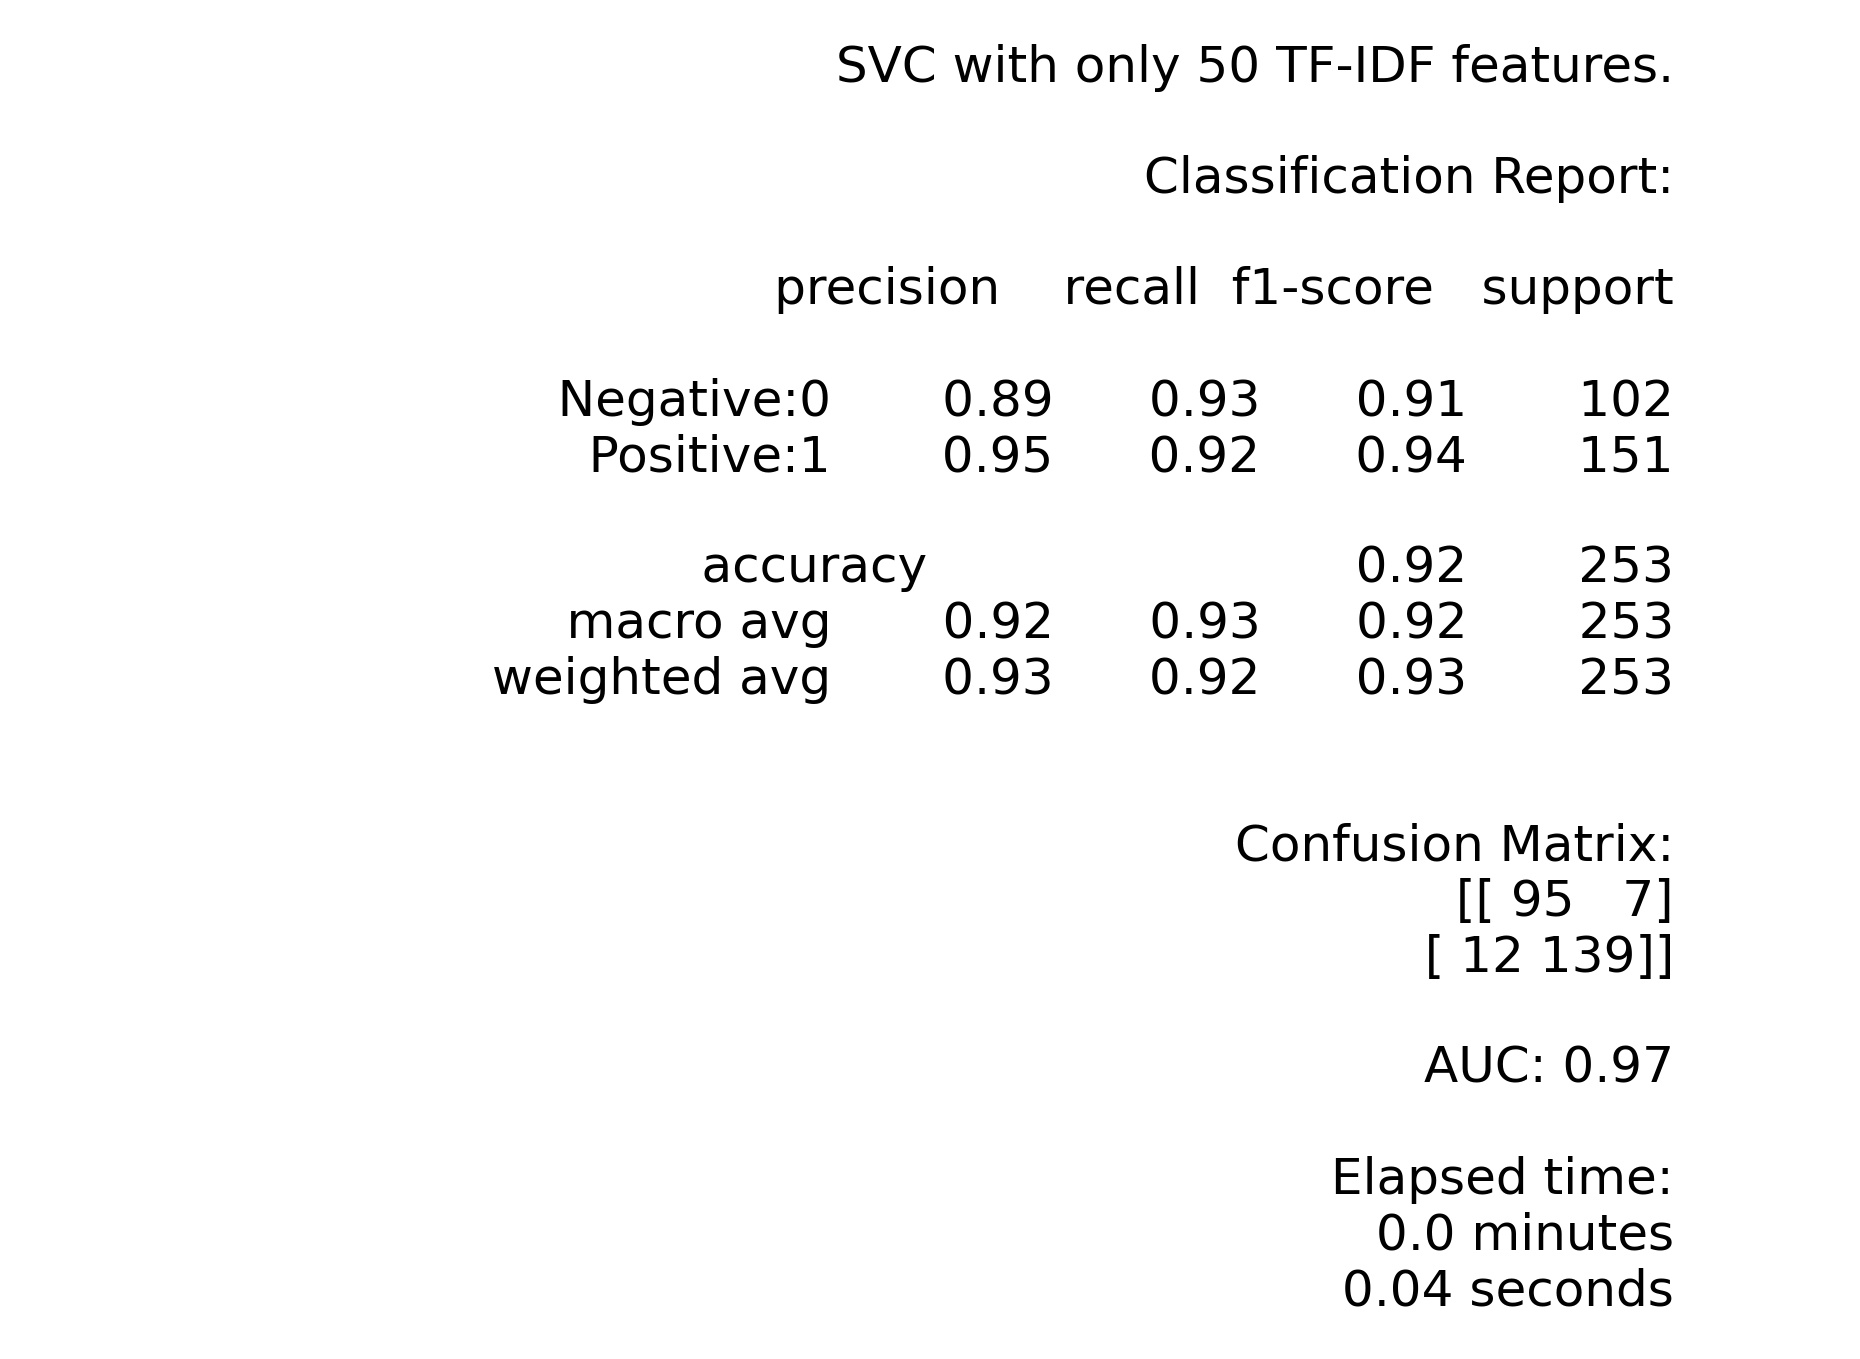 SVC with only 50 TF-IDF features.
Classification Report:
precision    recall  f1-score   support
Negative:0       0.89      0.93      0.91       102
Positive:1       0.95      0.92      0.94       151
accuracy                           0.92       253
macro avg       0.92      0.93      0.92       253
weighted avg       0.93      0.92      0.93       253
Confusion Matrix:
[[ 95   7]
[ 12 139]]
AUC: 0.97
Elapsed time:
0.0 minutes
0.04 seconds